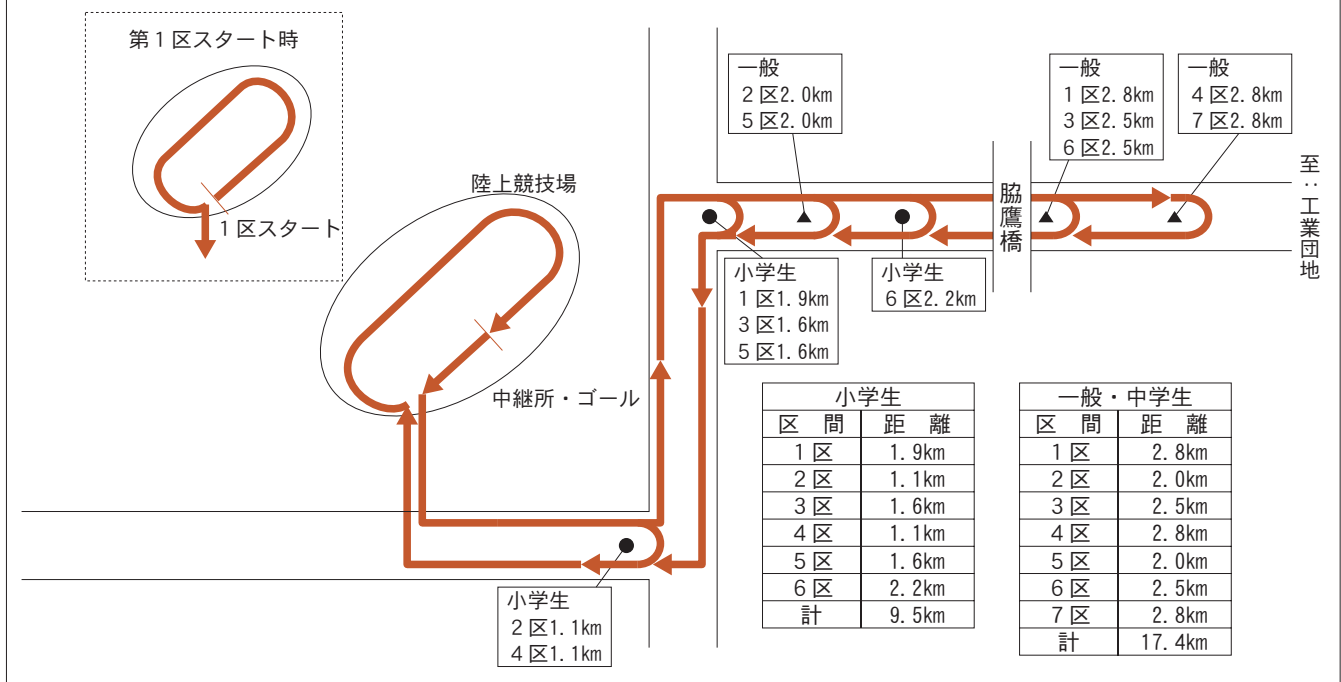 第１区スタート時
１区スタート
陸上競技場
中継所・ゴール
一般
２区2.0km
５区2.0km
一般
１区2.8km
３区2.5km
６区2.5km
一般
４区2.8km
７区2.8km
脇鷹橋
至：工業団地
小学生
１区1.9km
３区1.6km
５区1.6km
小学生
６区2.2km
小学生
２区1.1km
４区1.1km
小学生
区　間　距　離
１区　1.9km
２区　1.1km
３区　1.6km
４区　1.1km
５区　1.6km
６区　2.2km
計　9.5km
一般・中学生
区　間　距　離
１区　2.8km
２区　2.0km
３区　2.5km
４区　2.8km
５区　2.0km
６区　2.5km
７区　2.8km
計　17.4km